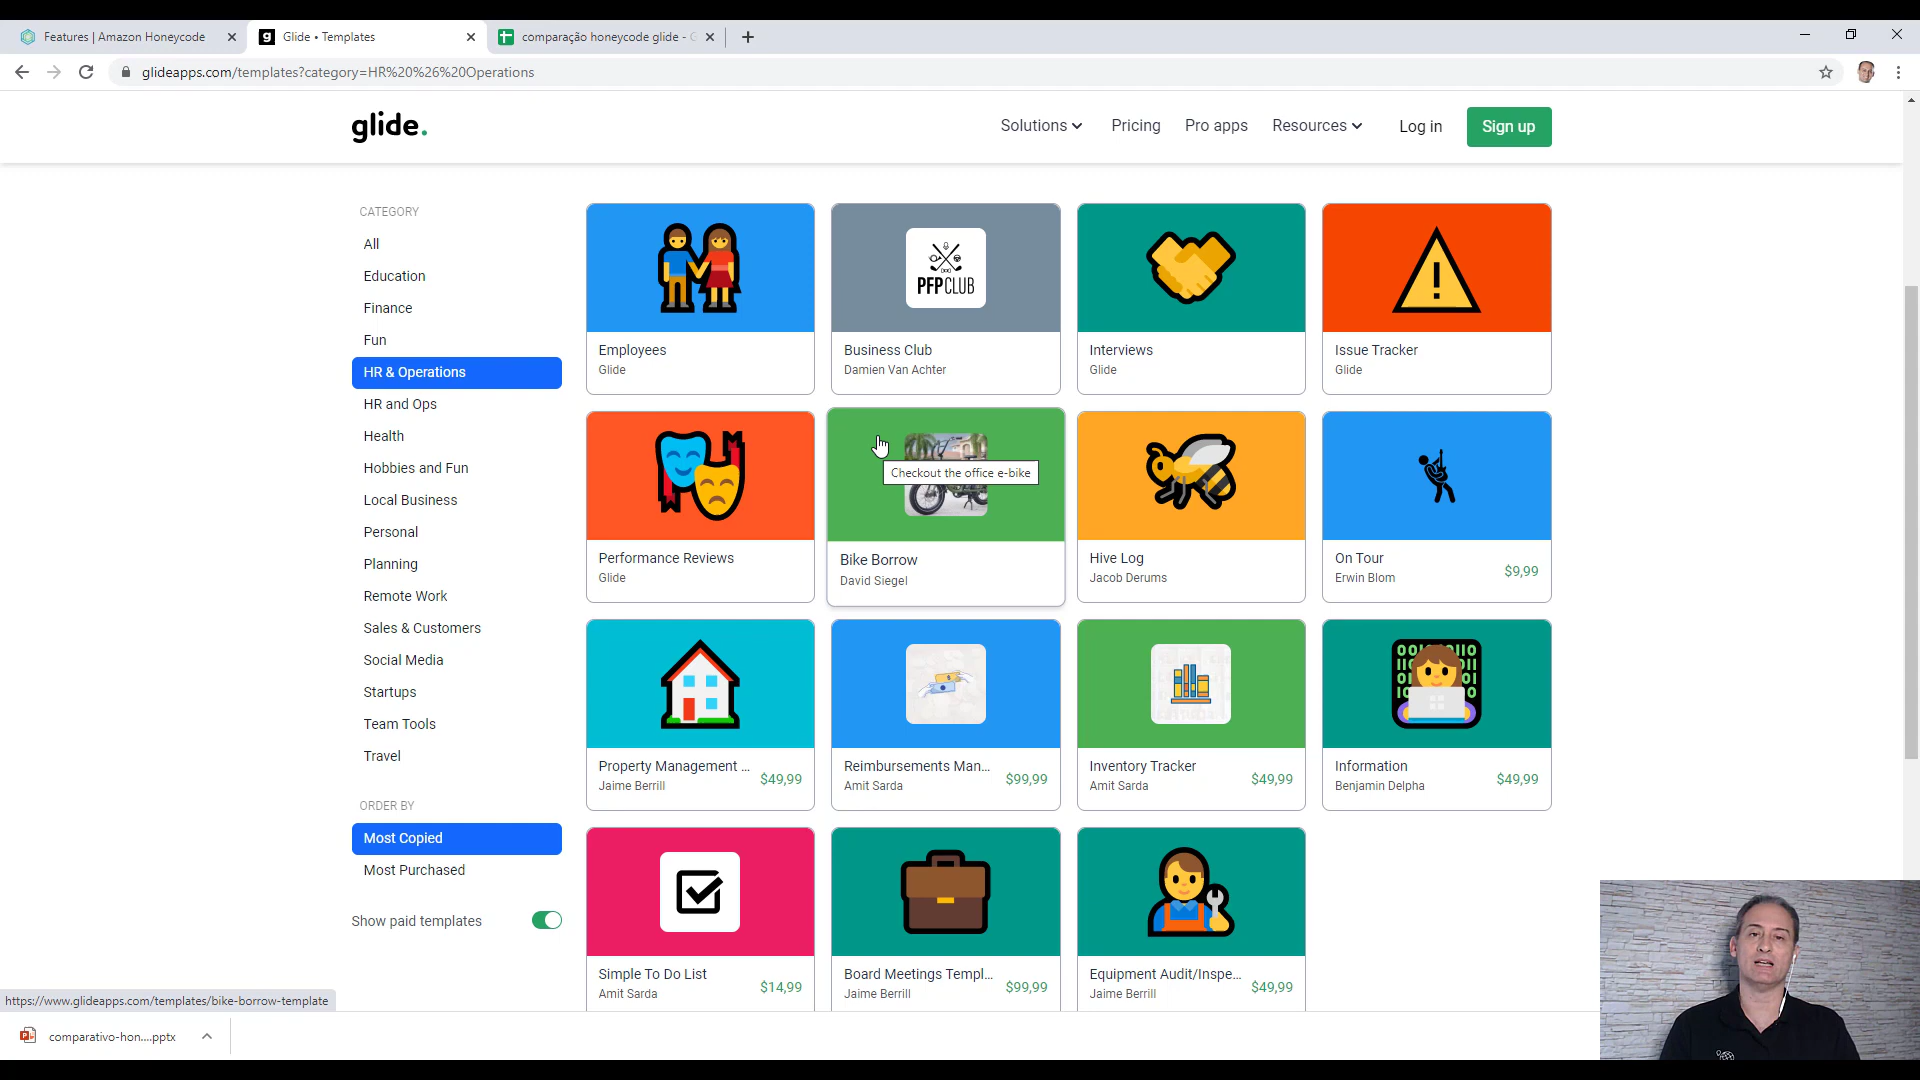 Features | Amazon Honeycode
Glide • Templates
comparação honeycode glide - G
glideapps.com/templates?category=HR%20%26%20Operations
glide.
Solutions
Pricing
Pro apps
Resources
Log in
Sign up
CATEGORY
All
Education
Finance
Fun
HR & Operations
HR and Ops
Health
Hobbies and Fun
Local Business
Personal
Planning
Remote Work
Sales & Customers
Social Media
Startups
Team Tools
Travel
ORDER BY
Most Copied
Most Purchased
Show paid templates
Employees
Glide
PFP CLUB
Business Club
Damien Van Achter
Interviews
Glide
Issue Tracker
Glide
Performance Reviews
Glide
Checkout the office e-bike
Bike Borrow
David Siegel
Hive Log
Jacob Derums
On Tour
Erwin Blom
$9,99
Property Management ...
Jaime Berrill
$49,99
Reimbursements Man...
Amit Sarda
$99,99
Inventory Tracker
Amit Sarda
$49,99
Information
Benjamin Delpha
$49,99
Simple To Do List
Amit Sarda
$14,99
Board Meetings Templ...
Jaime Berrill
$99,99
Equipment Audit/Inspe...
Jaime Berrill
$49,99
https://www.glideapps.com/templates/bike-borrow-template
comparativo-hon....pptx